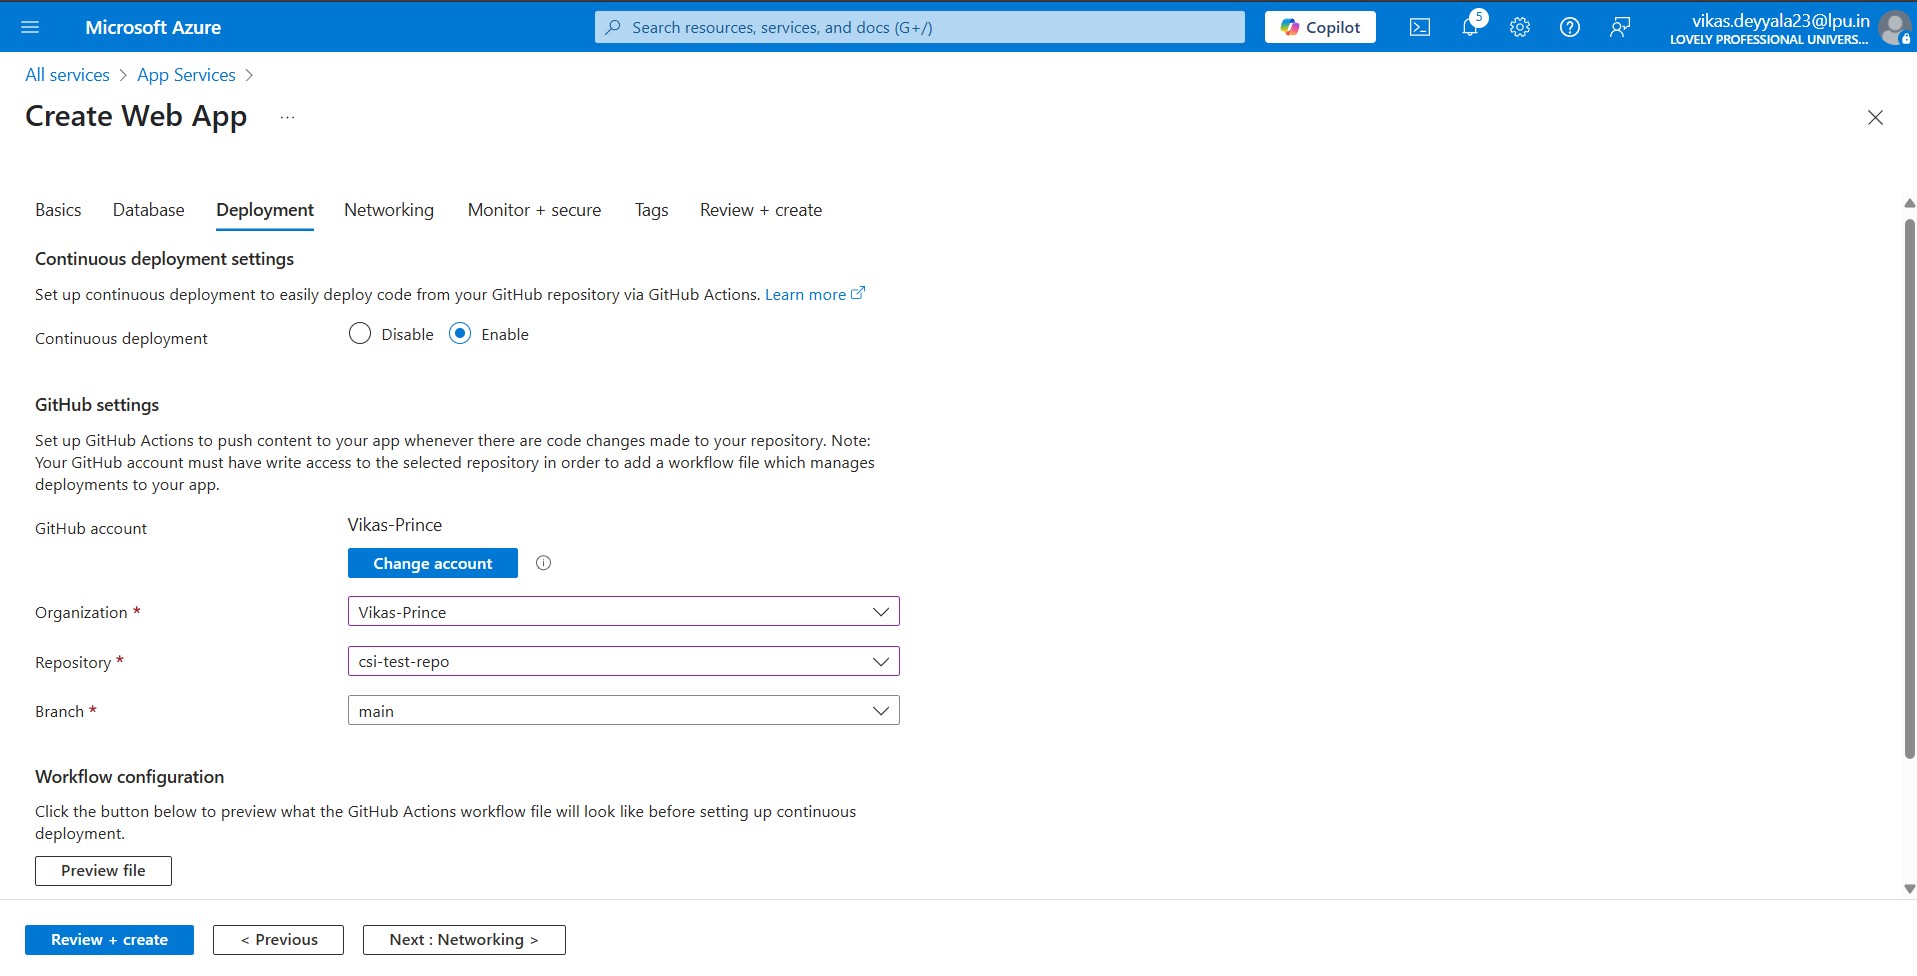 Microsoft Azure
Search resources, services, and docs (G+/)
Copilot
5
vikas.deyyala23@lpu.in
LOVELY PROFESSIONAL UNIVERS...
All services > App Services >
Create Web App ...
Basics Database Deployment Networking Monitor + secure Tags Review + create
Continuous deployment settings
Set up continuous deployment to easily deploy code from your GitHub repository via GitHub Actions. Learn more
Continuous deployment Disable Enable
GitHub settings
Set up GitHub Actions to push content to your app whenever there are code changes made to your repository. Note:
Your GitHub account must have write access to the selected repository in order to add a workflow file which manages
deployments to your app.
GitHub account Vikas-Prince
Change account
Organization * Vikas-Prince
Repository * csi-test-repo
Branch * main
Workflow configuration
Click the button below to preview what the GitHub Actions workflow file will look like before setting up continuous
deployment.
Preview file
Review + create < Previous Next : Networking >